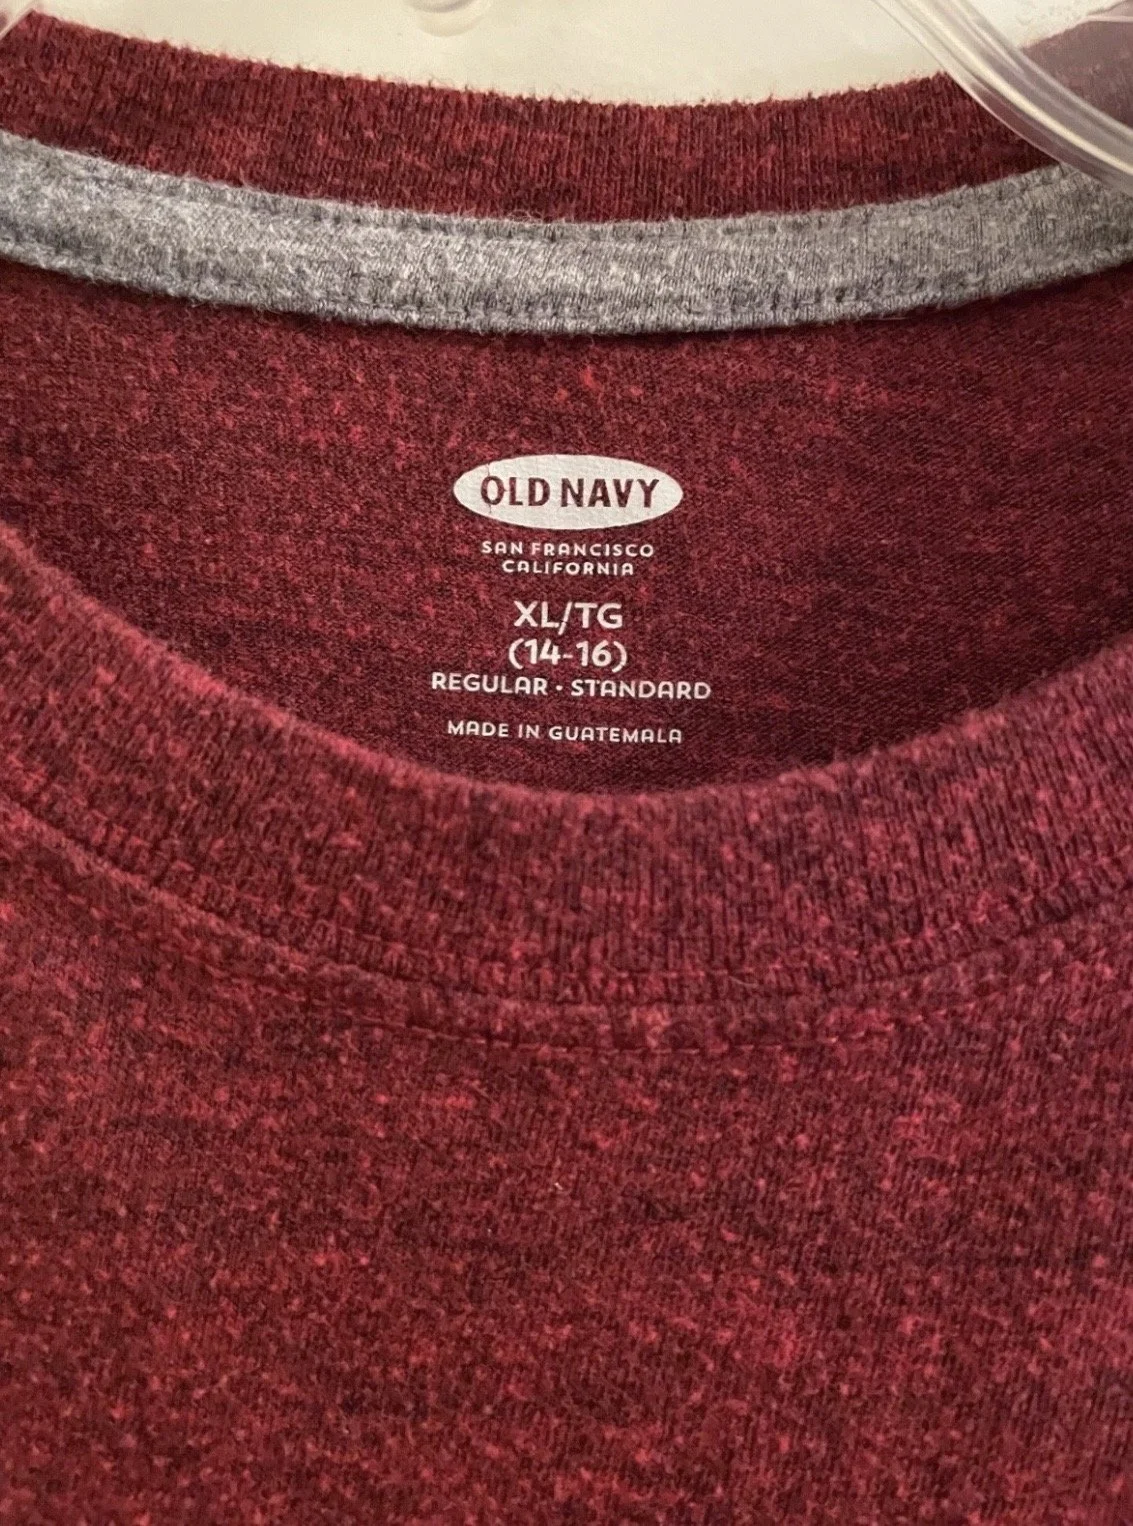 OLD NAVY
SAN FRANCISCO
CALIFORNIA
XL/TG
(14-16)
REGULAR • STANDARD
MADE IN GUATEMALA